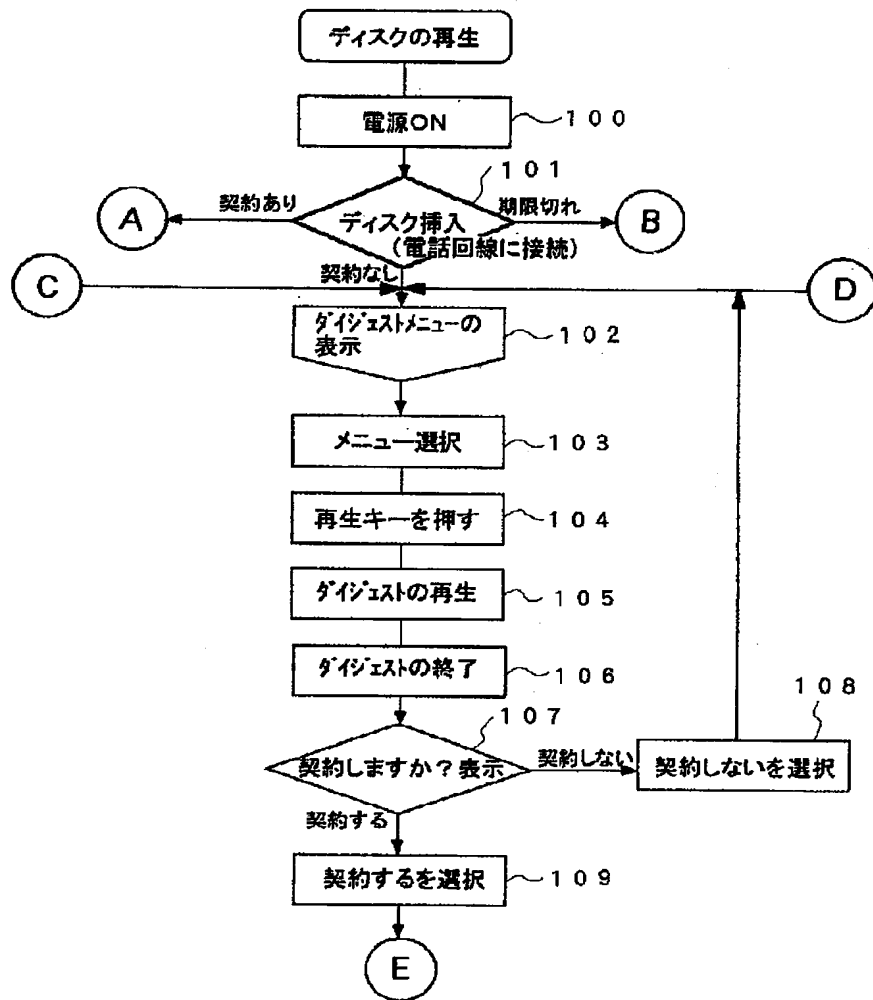 ディスクの再生
電源ON
100
101
契約あり
期限切れ
A
ディスク挿入
(電話回線に接続)
B
契約なし
C
D
ダイジェストメニューの
表示
102
メニュー選択
103
再生キーを押す
104
ダイジェストの再生
105
ダイジェストの終了
106
107
108
契約しますか?表示
契約しない
契約しないを選択
契約する
契約するを選択
109
E